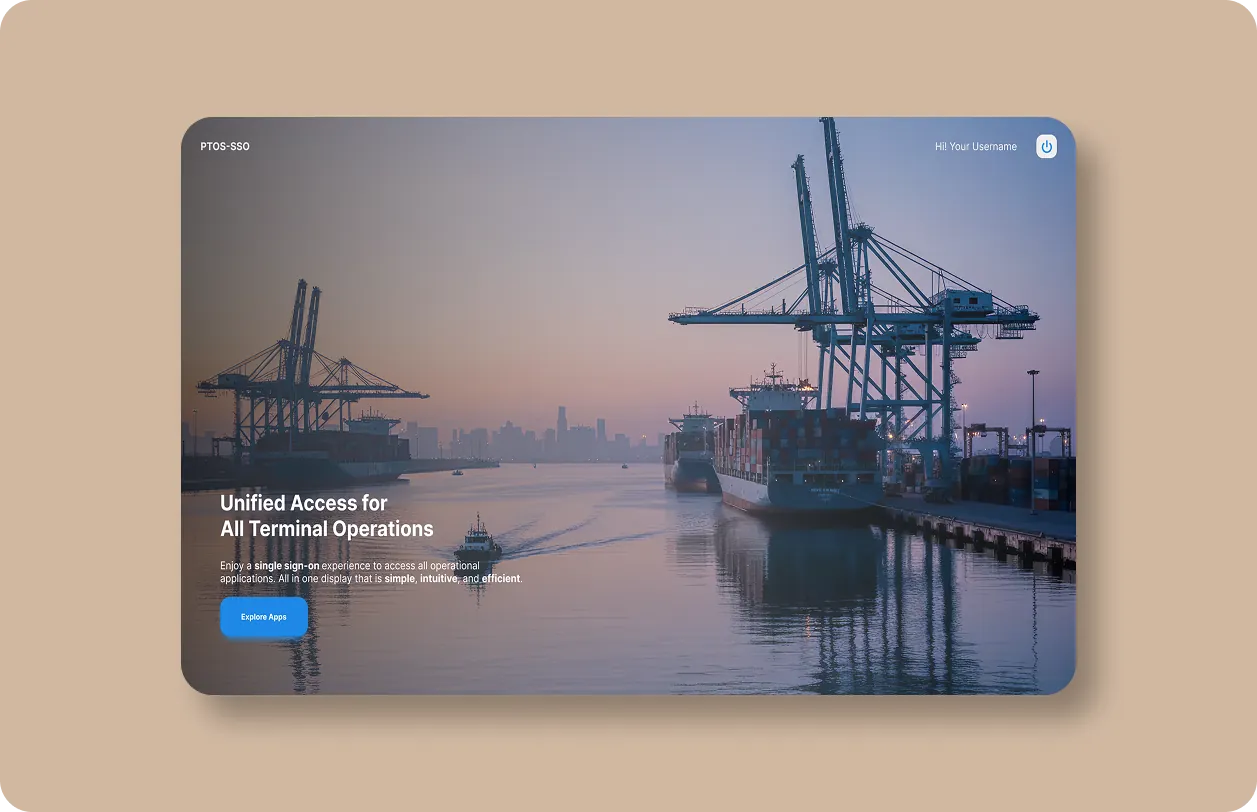 PTOS-SSO
Hi! Your Username
Unified Access for
All Terminal Operations
Enjoy a single sign-on experience to access all operational
applications. All in one display that is simple, intuitive, and efficient.
Explore Apps